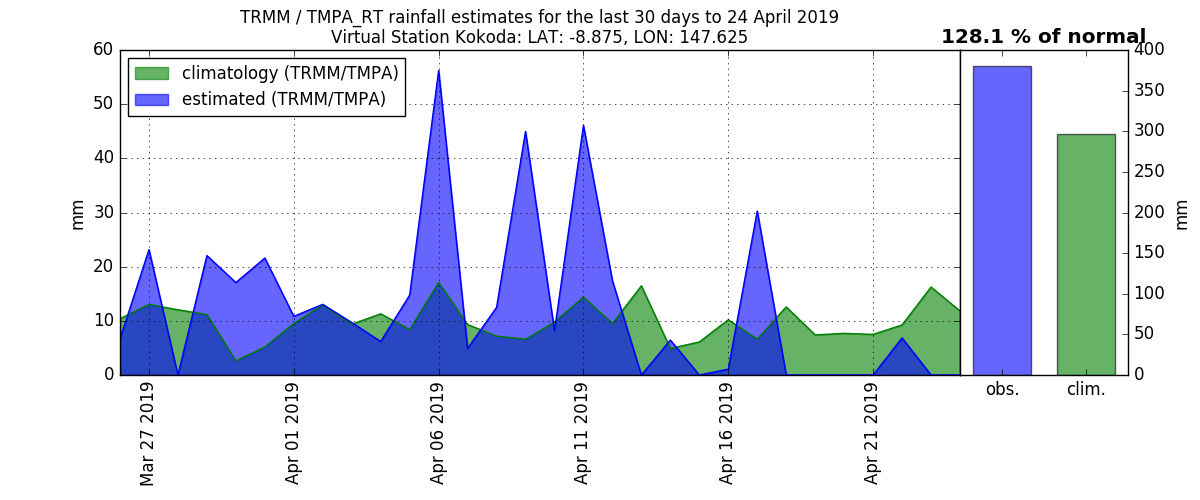 TRMM / TMPA_RT rainfall estimates for the last 30 days to 24 April 2019
Virtual Station Kokoda: LAT: -8.875, LON: 147.625
128.1 % of normal
climatology (TRMM/TMPA)
estimated (TRMM/TMPA)
60
50
40
30
20
10
0
mm
Mar 27 2019
Apr 01 2019
Apr 06 2019
Apr 11 2019
Apr 16 2019
Apr 21 2019
400
350
300
250
200
150
100
50
0
mm
obs.
clim.